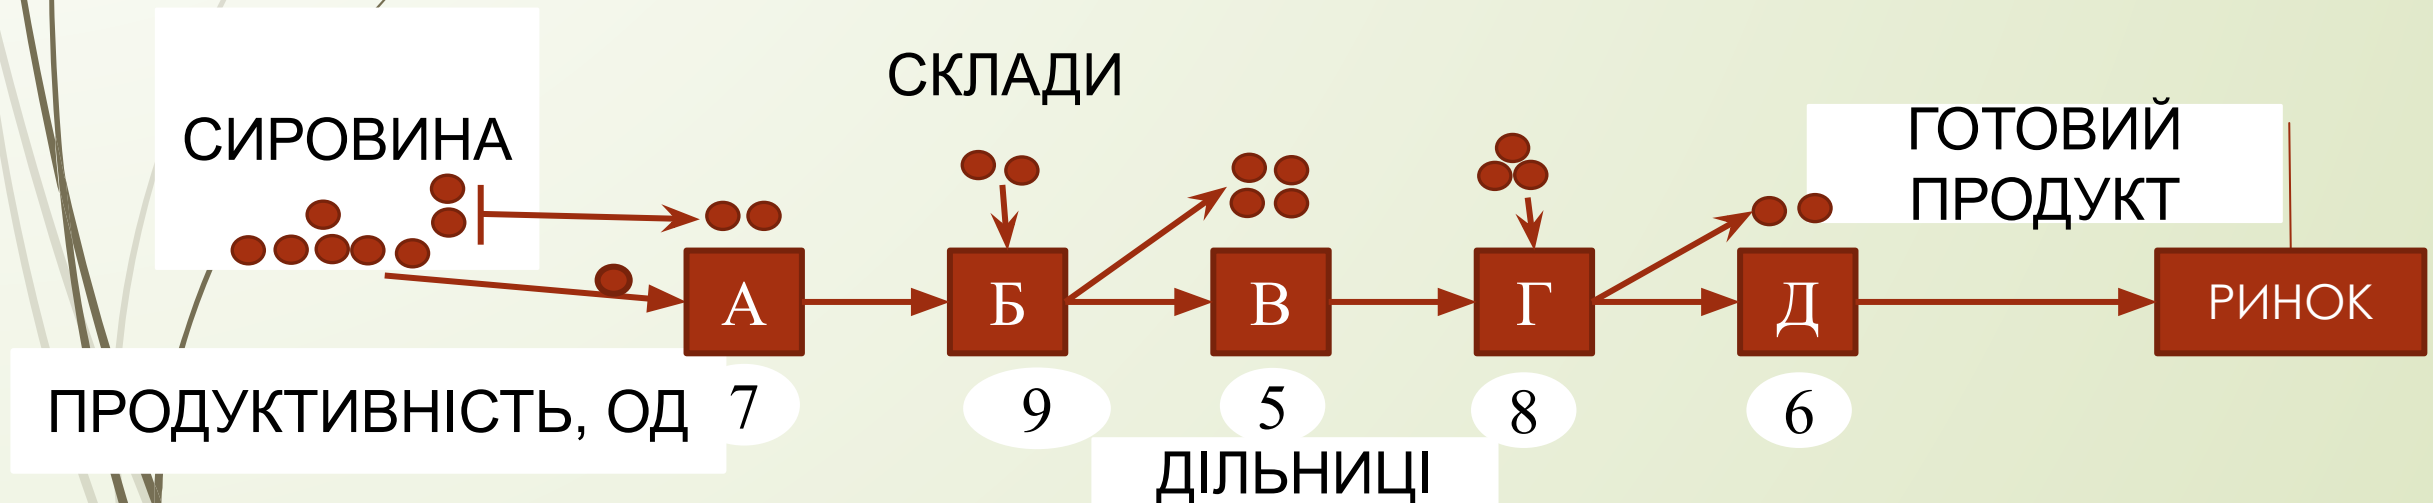 СКЛАДИ
СИРОВИНА
ГОТОВИЙ
ПРОДУКТ
А Б В Г Д РИНОК
ПРОДУКТИВНІСТЬ, ОД 7 9 5 8 6
ДІЛЬНИЦІ